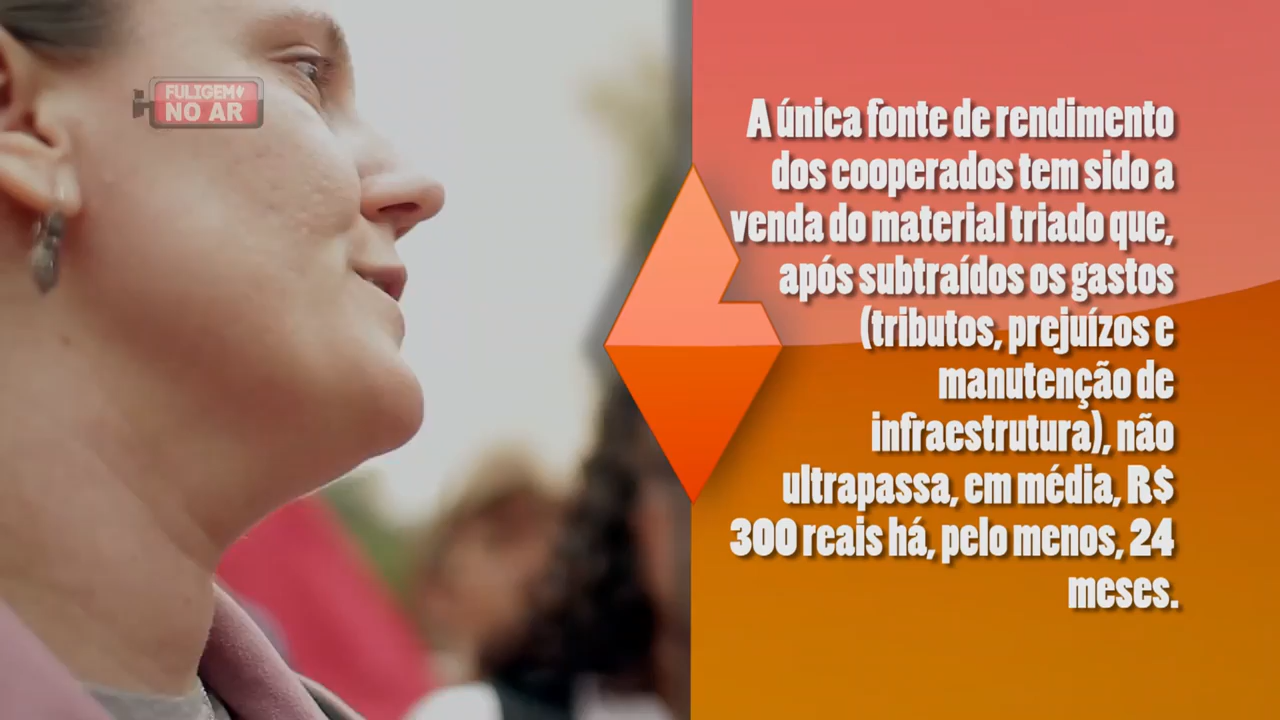 FULIGEM
NO AR
A única fonte de rendimento
dos cooperados tem sido a
venda do material triado que,
após subtraídos os gastos
(tributos, prejuízos e
manutenção de
infraestrutura), não
ultrapassa, em média, R$
300 reais há, pelo menos, 24
meses.